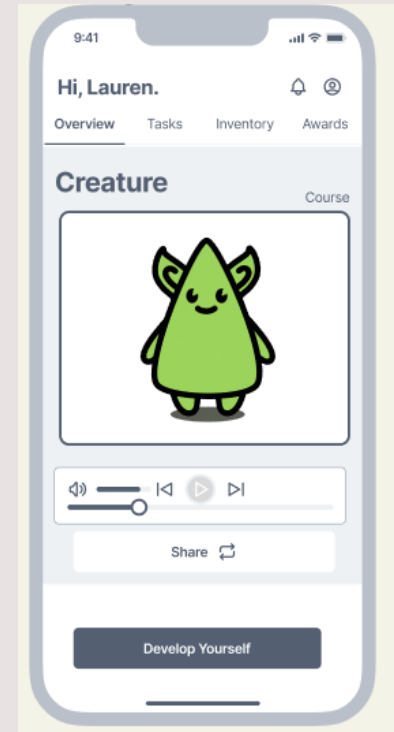 9:41
Hi, Lauren.
Overview Tasks Inventory Awards
Creature
Course
Share
Develop Yourself